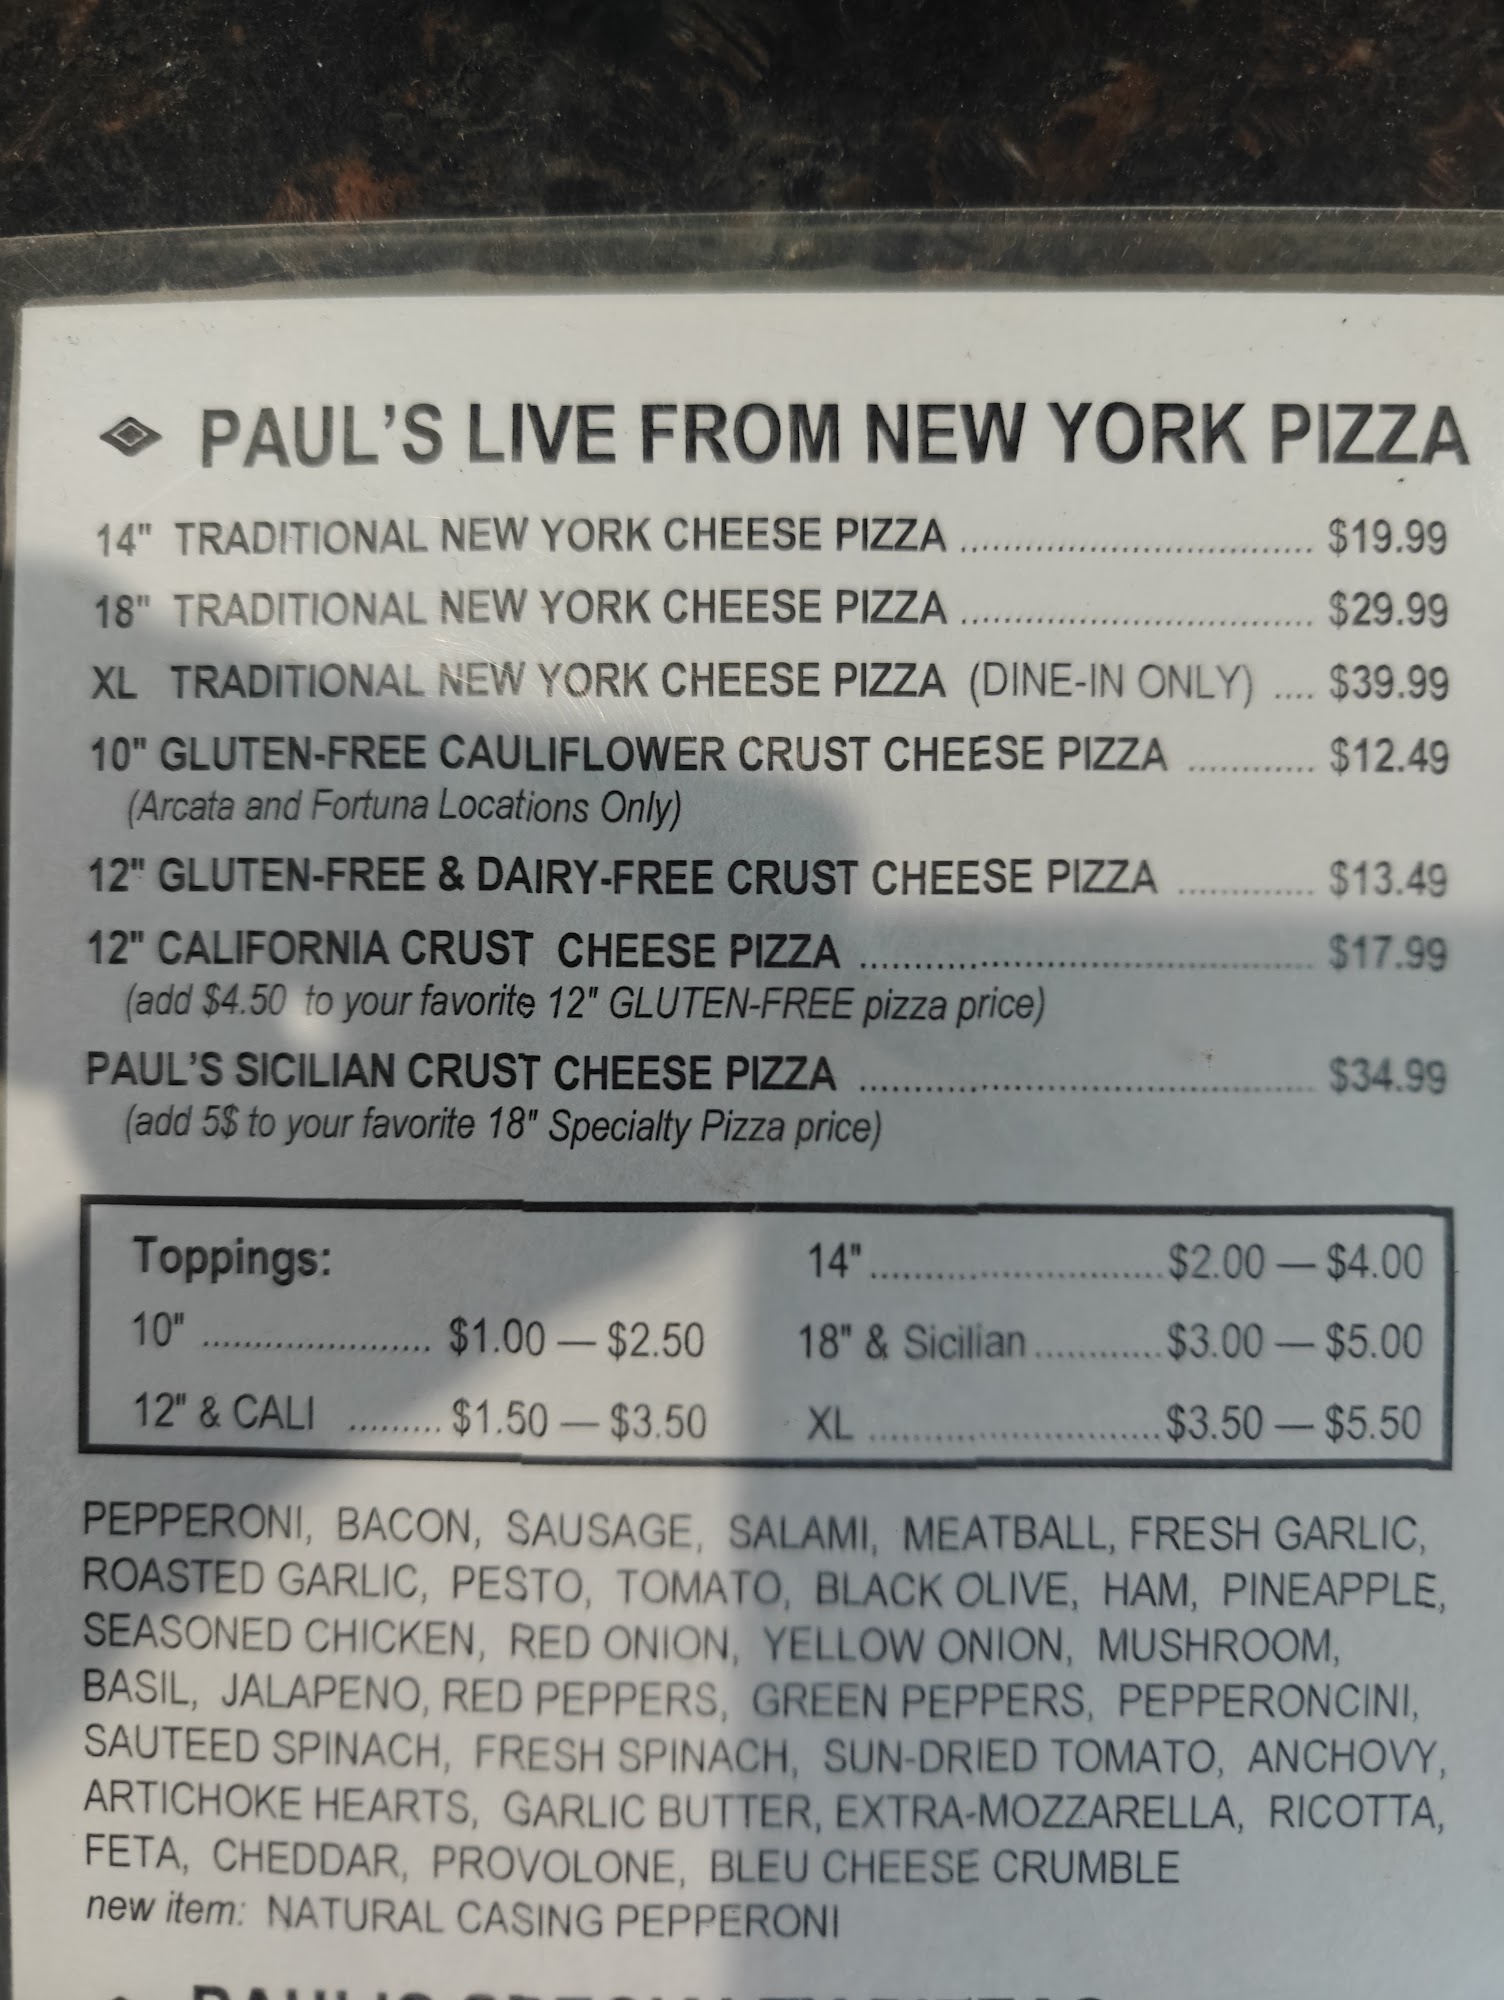 PAUL'S LIVE FROM NEW YORK PIZZA
14" TRADITIONAL NEW YORK CHEESE PIZZA ................................. $19.99
18" TRADITIONAL NEW YORK CHEESE PIZZA ................................. $29.99
XL TRADITIONAL NEW YORK CHEESE PIZZA (DINE-IN ONLY) .... $39.99
10" GLUTEN-FREE CAULIFLOWER CRUST CHEESE PIZZA ............ $12.49
(Arcata and Fortuna Locations Only)
12" GLUTEN-FREE & DAIRY-FREE CRUST CHEESE PIZZA ............. $13.49
12" CALIFORNIA CRUST CHEESE PIZZA .......................................... $17.99
(add $4.50 to your favorite 12" GLUTEN-FREE pizza price)
PAUL'S SICILIAN CRUST CHEESE PIZZA .......................................... $34.99
(add 5$ to your favorite 18" Specialty Pizza price)
Toppings:
10" ...................... $1.00 — $2.50
12" & CALI ......... $1.50 — $3.50
14"............................$2.00 — $4.00
18" & Sicilian............$3.00 — $5.00
XL ............................$3.50 — $5.50
PEPPERONI, BACON, SAUSAGE, SALAMI, MEATBALL, FRESH GARLIC,
ROASTED GARLIC, PESTO, TOMATO, BLACK OLIVE, HAM, PINEAPPLE,
SEASONED CHICKEN, RED ONION, YELLOW ONION, MUSHROOM,
BASIL, JALAPENO, RED PEPPERS, GREEN PEPPERS, PEPPERONCINI,
SAUTEED SPINACH, FRESH SPINACH, SUN-DRIED TOMATO, ANCHOVY,
ARTICHOKE HEARTS, GARLIC BUTTER, EXTRA-MOZZARELLA, RICOTTA,
FETA, CHEDDAR, PROVOLONE, BLEU CHEESE CRUMBLE
new item: NATURAL CASING PEPPERONI